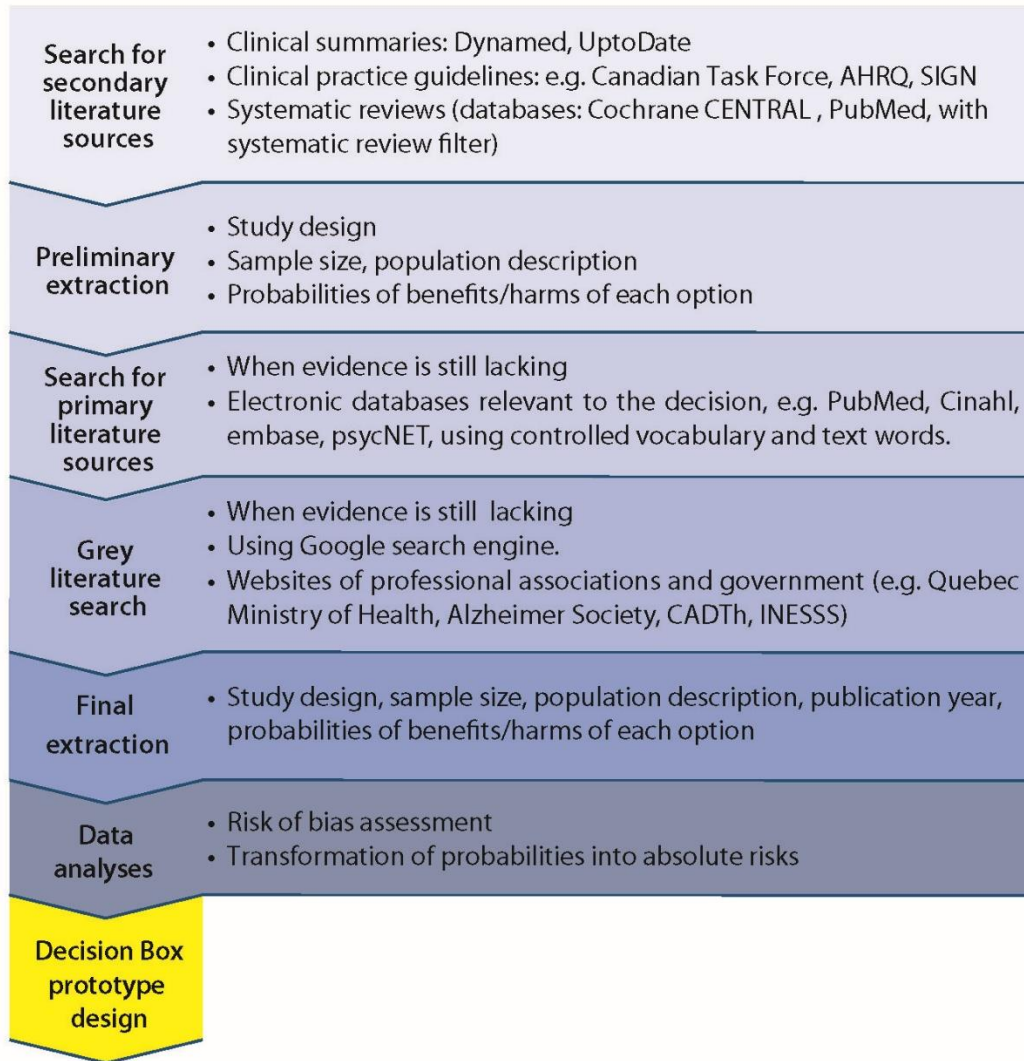 Search for
secondary
literature
sources
• Clinical summaries: Dynamed, UptoDate
• Clinical practice guidelines: e.g. Canadian Task Force, AHRQ, SIGN
• Systematic reviews (databases: Cochrane CENTRAL , PubMed, with
systematic review filter)
Preliminary
extraction
• Study design
• Sample size, population description
• Probabilities of benefits/harms of each option
Search for
primary
literature
sources
• When evidence is still lacking
• Electronic databases relevant to the decision, e.g. PubMed, Cinahl,
embase, psycNET, using controlled vocabulary and text words.
Grey
literature
search
• When evidence is still lacking
• Using Google search engine.
• Websites of professional associations and government (e.g. Quebec
Ministry of Health, Alzheimer Society, CADTh, INESSS)
Final
extraction
• Study design, sample size, population description, publication year,
probabilities of benefits/harms of each option
Data
analyses
• Risk of bias assessment
• Transformation of probabilities into absolute risks
Decision Box
prototype
design